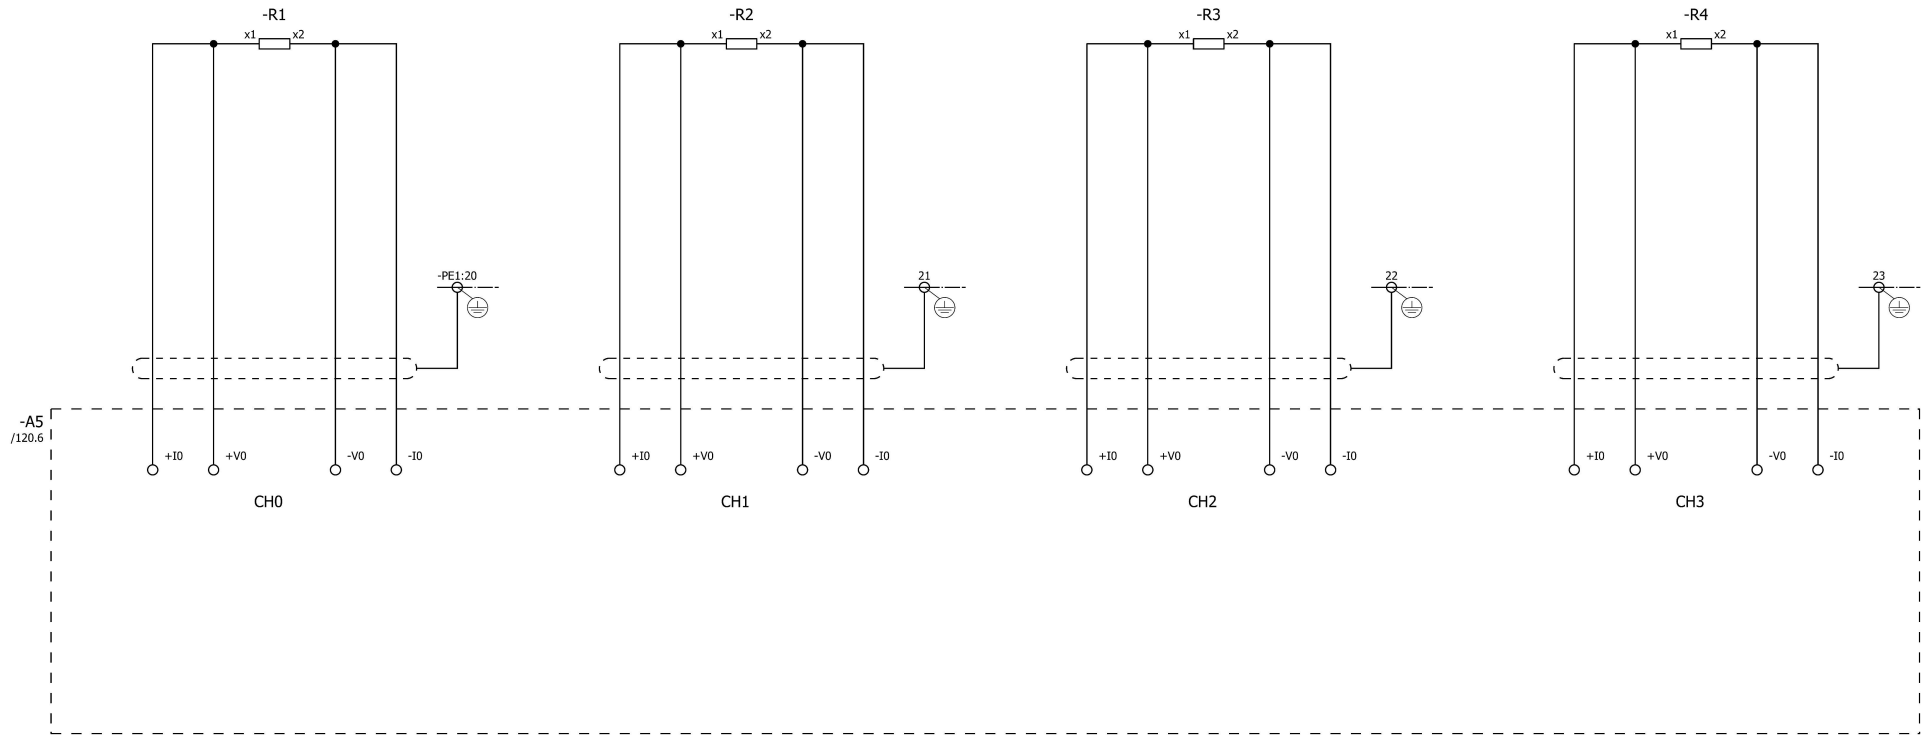 -R1 -R2 -R3 -R4
x1 x2 x1 x2 x1 x2 x1 x2
-PE1:20 21 22 23
-A5
/120.6
+I0 +V0 -V0 -I0 +I0 +V0 -V0 -I0 +I0 +V0 -V0 -I0 +I0 +V0 -V0 -I0
CH0 CH1 CH2 CH3